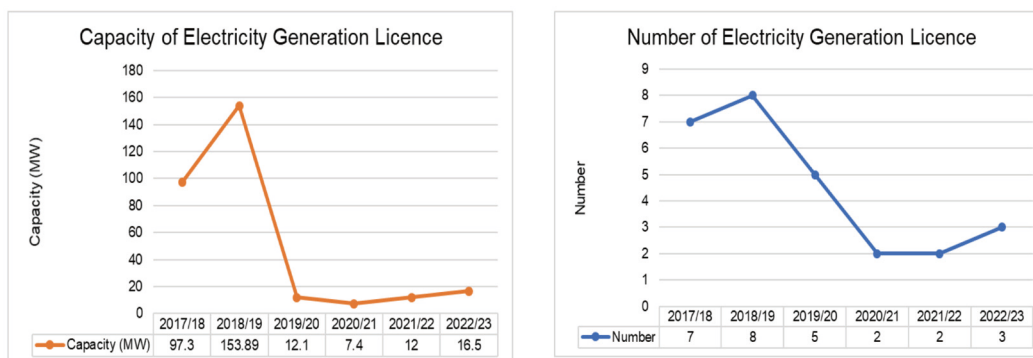 Capacity of Electricity Generation Licence
180
160
140
120
100
80
60
40
20
0
Capacity (MW)
2017/18 2018/19 2019/20 2020/21 2021/22 2022/23
Capacity (MW) 97.3 153.89 12.1 7.4 12 16.5
Number of Electricity Generation Licence
9
8
7
6
5
4
3
2
1
0
Number
2017/18 2018/19 2019/20 2020/21 2021/22 2022/23
Number 7 8 5 2 2 3